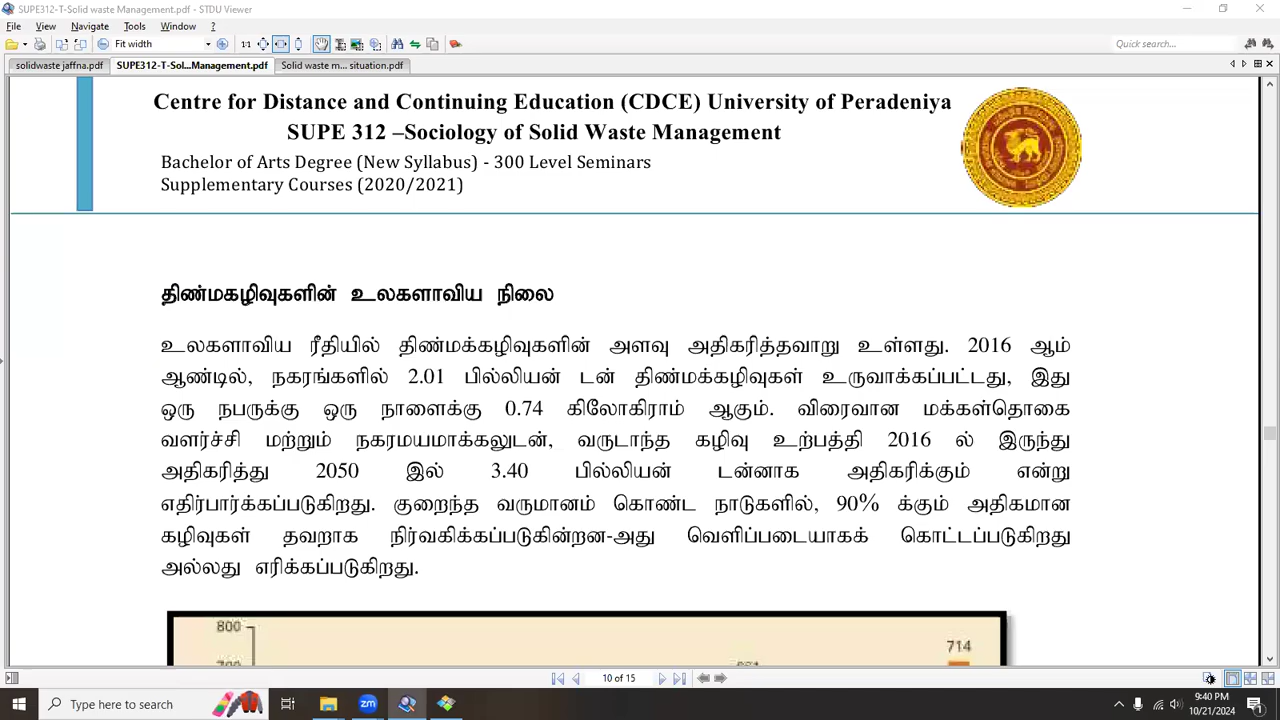 SUPE312-T-Solid waste Management.pdf - STDU Viewer
File View Navigate Tools Window ?
Fit width
1:1
Quick search...
solidwaste jaffna.pdf SUPE312-T-Sol...Management.pdf Solid waste m... situation.pdf
Centre for Distance and Continuing Education (CDCE) University of Peradeniya
SUPE 312 –Sociology of Solid Waste Management
Bachelor of Arts Degree (New Syllabus) - 300 Level Seminars
Supplementary Courses (2020/2021)
திண்மகழிவுகளின் உலகளாவிய நிலை
உலகளாவிய ரீதியில் திண்மக்கழிவுகளின் அளவு அதிகரித்தவாறு உள்ளது. 2016 ஆம்
ஆண்டில், நகரங்களில் 2.01 பில்லியன் டன் திண்மக்கழிவுகள் உருவாக்கப்பட்டது, இது
ஒரு நபருக்கு ஒரு நாளைக்கு 0.74 கிலோகிராம் ஆகும். விரைவான மக்கள்தொகை
வளர்ச்சி மற்றும் நகரமயமாக்கலுடன், வருடாந்த கழிவு உற்பத்தி 2016 ல் இருந்து
அதிகரித்து 2050 இல் 3.40 பில்லியன் டன்னாக அதிகரிக்கும் என்று
எதிர்பார்க்கப்படுகிறது. குறைந்த வருமானம் கொண்ட நாடுகளில், 90% க்கும் அதிகமான
கழிவுகள் தவறாக நிர்வகிக்கப்படுகின்றன-அது வெளிப்படையாகக் கொட்டப்படுகிறது
அல்லது எரிக்கப்படுகிறது.
800
714
10 of 15
Type here to search
zm
9:40 PM
10/21/2024